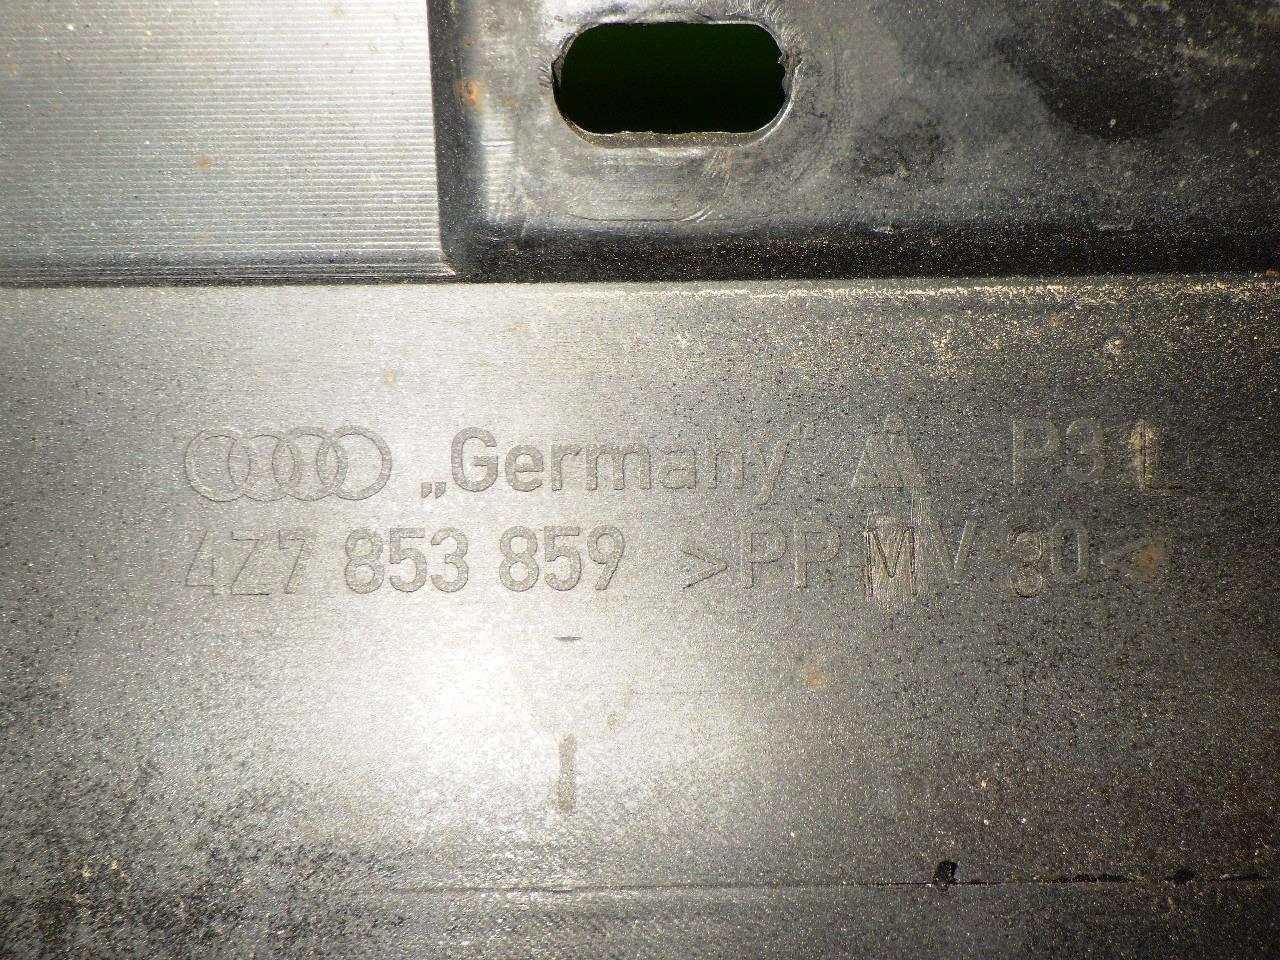 „Germany" P3L
4Z7 853 859 >PP-MV 30<